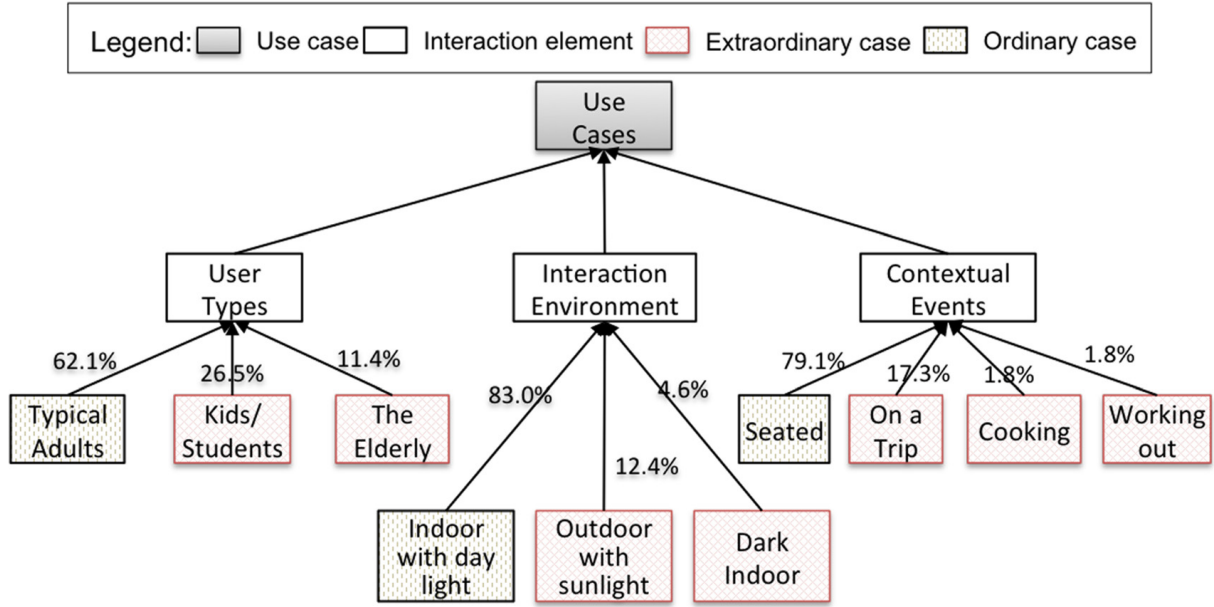 Legend: Use case Interaction element Extraordinary case Ordinary case
Use
Cases
User
Types
Interaction
Environment
Contextual
Events
62.1%
26.5%
11.4%
83.0%
12.4%
4.6%
79.1%
17.3%
1.8%
1.8%
Typical
Adults
Kids/
Students
The
Elderly
Seated
On a
Trip
Cooking
Working
out
Indoor
with day
light
Outdoor
with
sunlight
Dark
Indoor